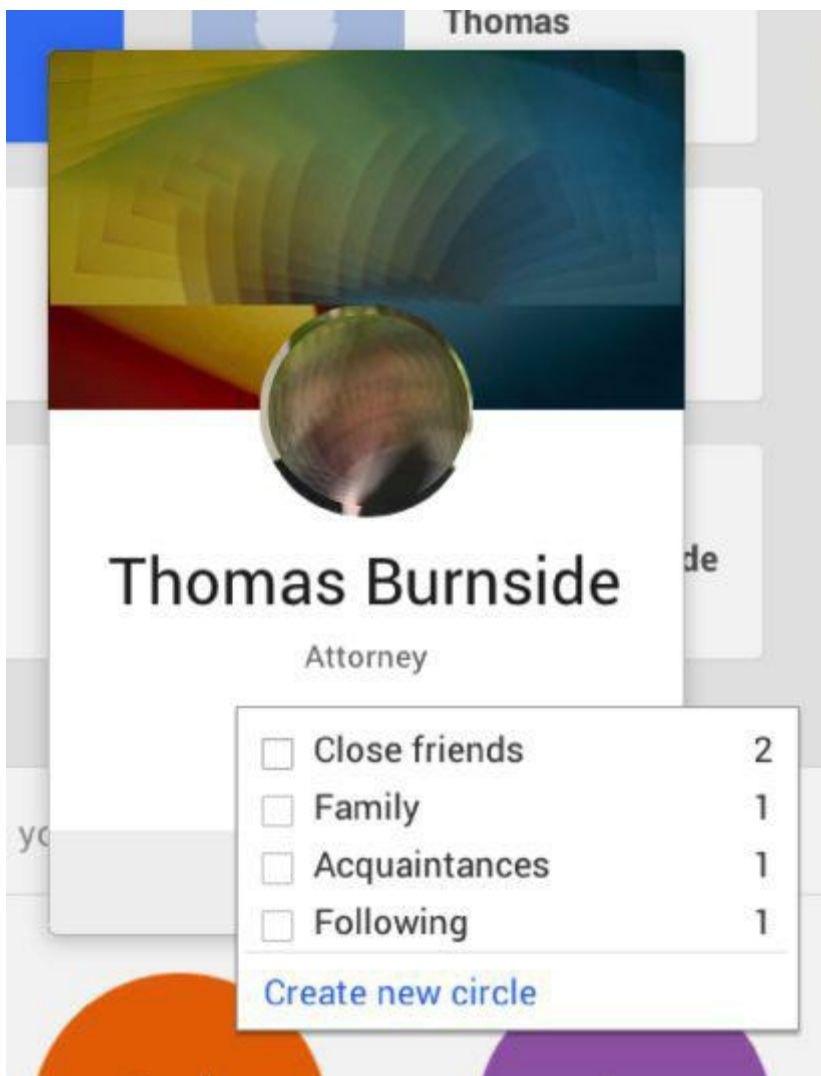 Thomas
de
Thomas Burnside
Attorney
Close friends 2
Family 1
Acquaintances 1
Following 1
yo
Create new circle